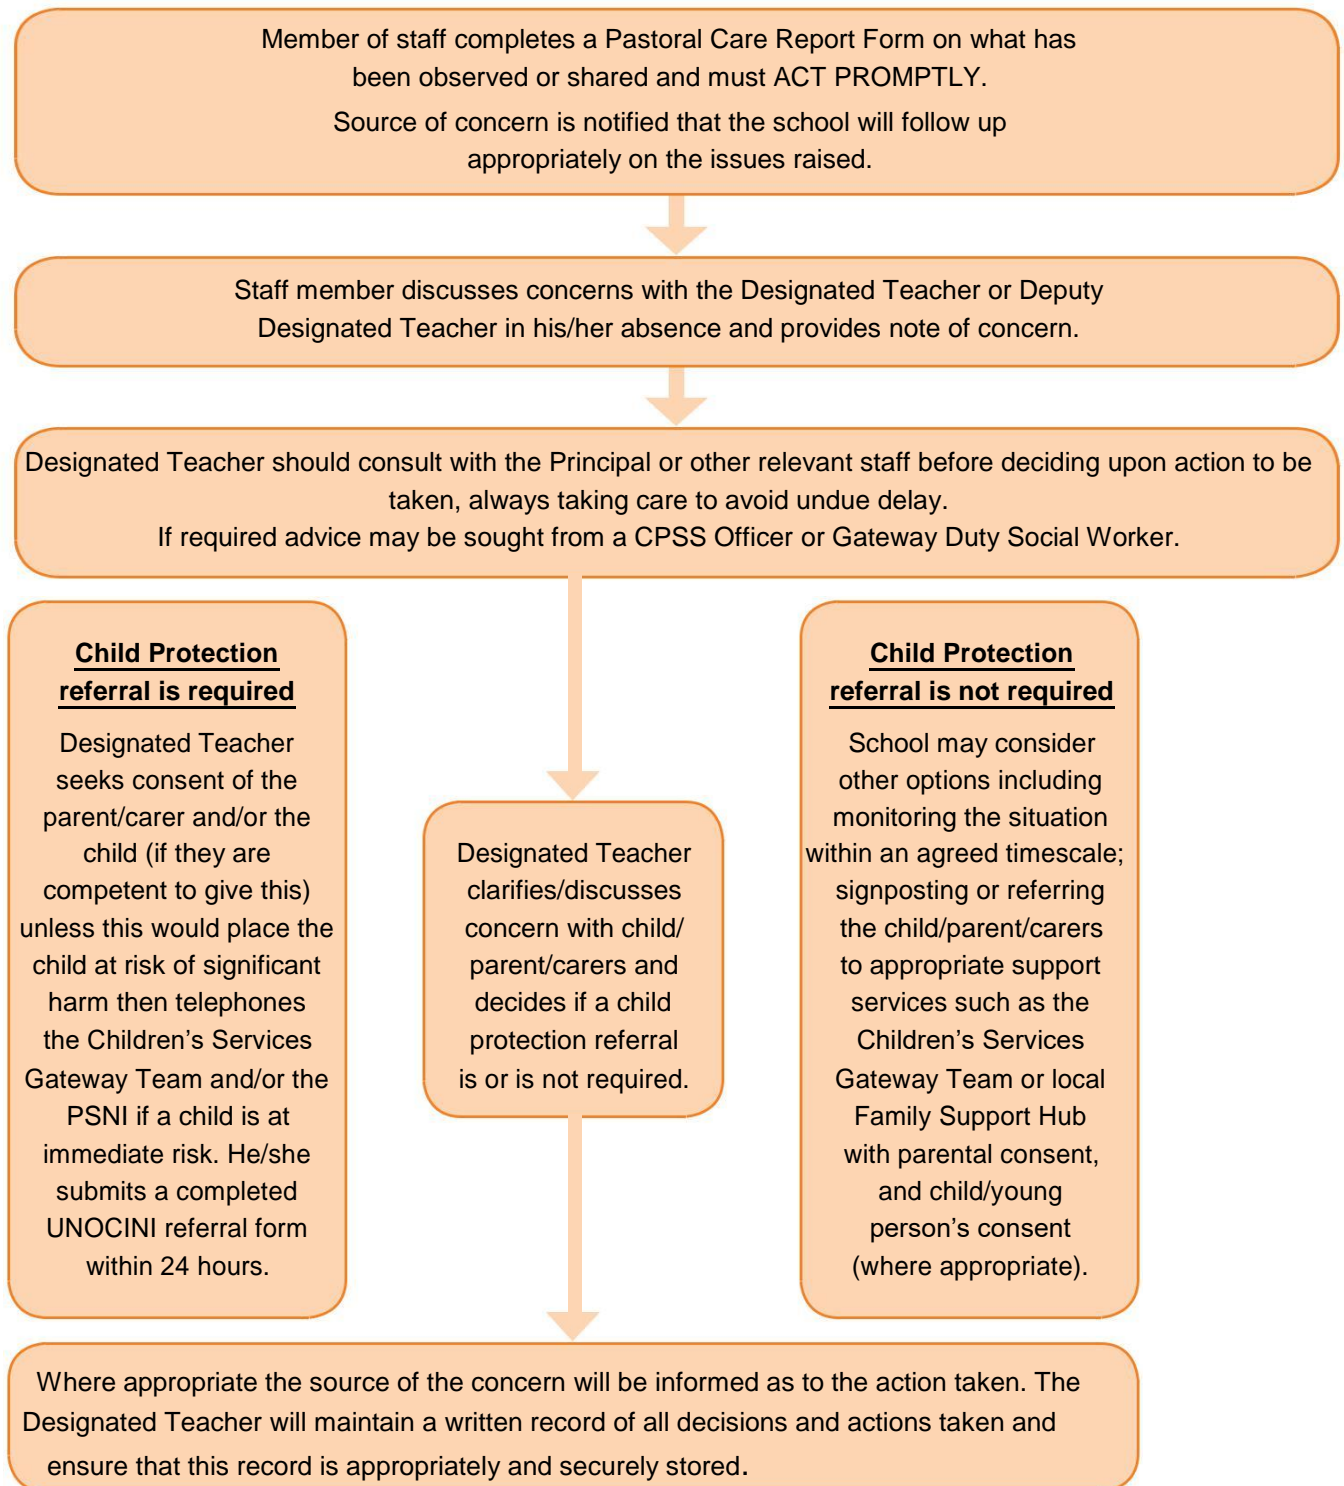 Member of staff completes a Pastoral Care Report Form on what has
been observed or shared and must ACT PROMPTLY.
Source of concern is notified that the school will follow up
appropriately on the issues raised.
Staff member discusses concerns with the Designated Teacher or Deputy
Designated Teacher in his/her absence and provides note of concern.
Designated Teacher should consult with the Principal or other relevant staff before deciding upon action to be
taken, always taking care to avoid undue delay.
If required advice may be sought from a CPSS Officer or Gateway Duty Social Worker.
Child Protection
referral is required
Designated Teacher
seeks consent of the
parent/carer and/or the
child (if they are
competent to give this)
unless this would place the
child at risk of significant
harm then telephones
the Children’s Services
Gateway Team and/or the
PSNI if a child is at
immediate risk. He/she
submits a completed
UNOCINI referral form
within 24 hours.
Designated Teacher
clarifies/discusses
concern with child/
parent/carers and
decides if a child
protection referral
is or is not required.
Child Protection
referral is not required
School may consider
other options including
monitoring the situation
within an agreed timescale;
signposting or referring
the child/parent/carers
to appropriate support
services such as the
Children’s Services
Gateway Team or local
Family Support Hub
with parental consent,
and child/young
person’s consent
(where appropriate).
Where appropriate the source of the concern will be informed as to the action taken. The
Designated Teacher will maintain a written record of all decisions and actions taken and
ensure that this record is appropriately and securely stored.